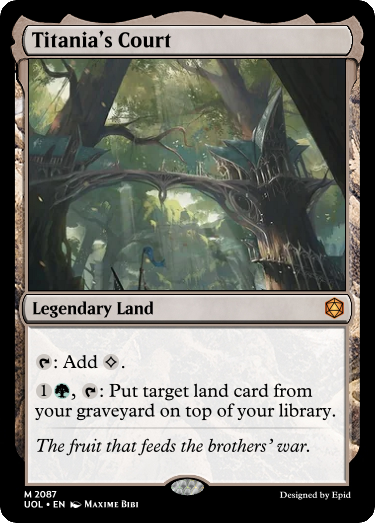 Titania's Court
Legendary Land
: Add .
1 , : Put target land card from
your graveyard on top of your library.
The fruit that feeds the brothers' war.
M 2087
UOL • EN Maxime Bibi
Designed by Epid